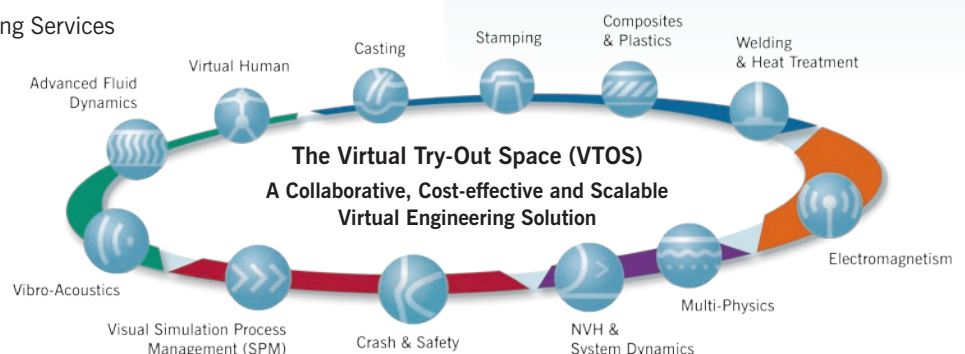 ng Services
Composites
& Plastics
Stamping
Casting
Welding
& Heat Treatment
Virtual Human
Advanced Fluid
Dynamics
The Virtual Try-Out Space (VTOS)
A Collaborative, Cost-effective and Scalable
Virtual Engineering Solution
Electromagnetism
Vibro-Acoustics
Multi-Physics
Visual Simulation Process
Management (SPM)
Crash & Safety
NVH &
System Dynamics